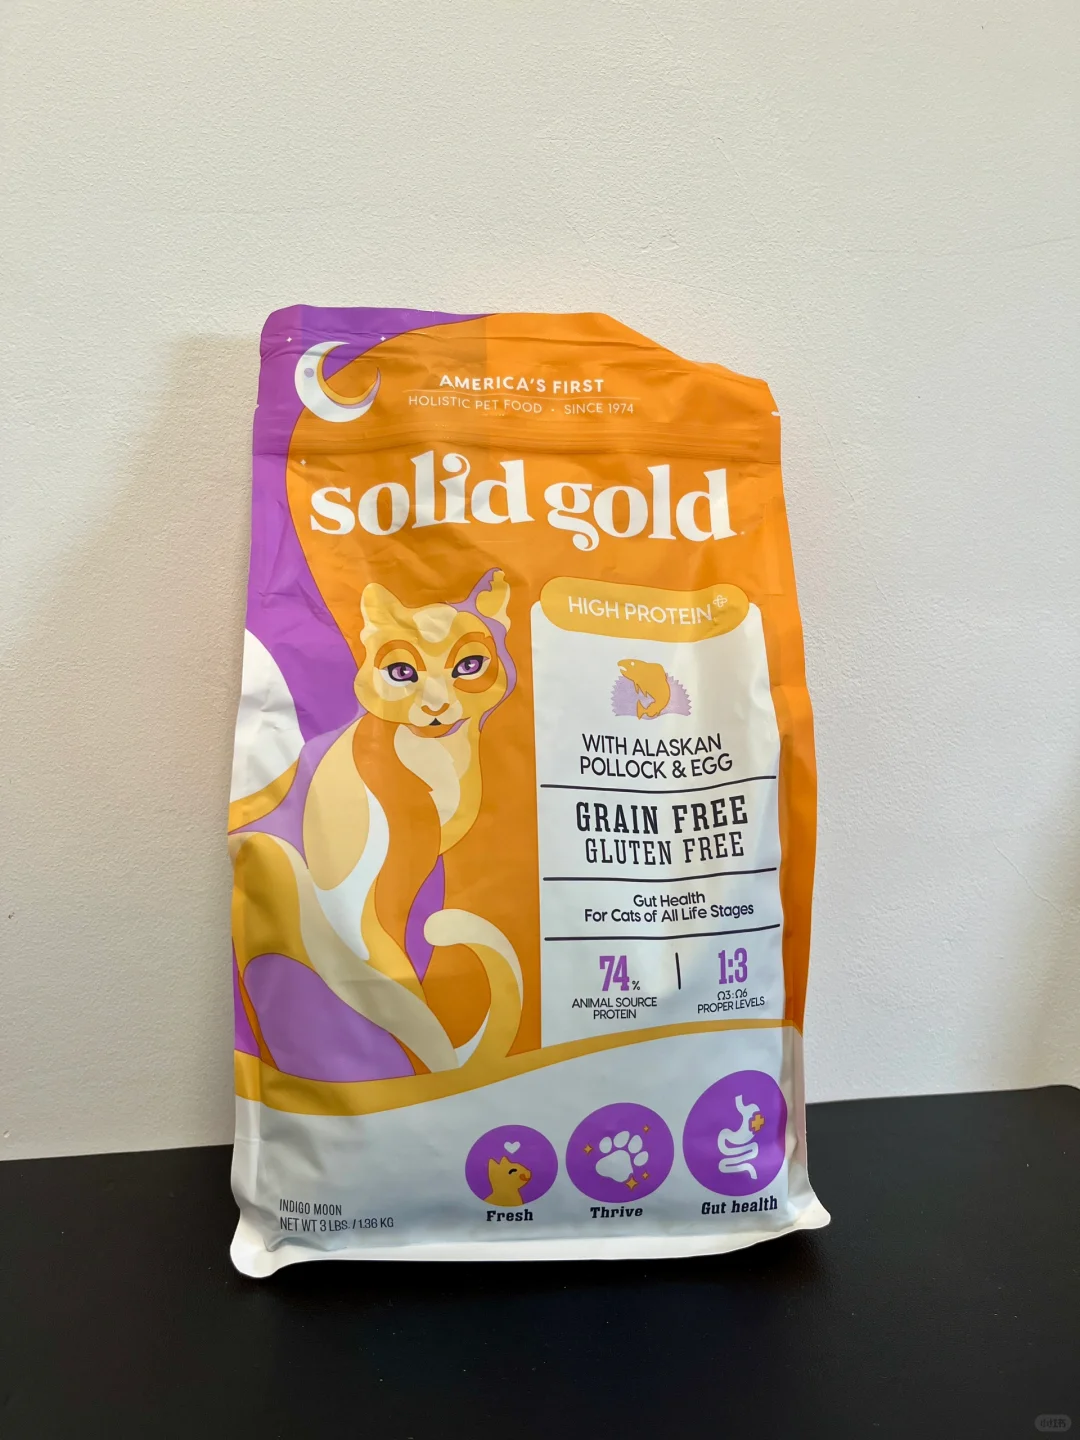 AMERICA'S FIRST
HOLISTIC PET FOOD · SINCE 1974
solid gold
HIGH PROTEIN
WITH ALASKAN
POLLOCK & EGG
GRAIN FREE
GLUTEN FREE
Gut Health
For Cats of All Life Stages
74%
ANIMAL SOURCE
PROTEIN
1:3
Ω3:Ω6
PROPER LEVELS
Fresh
Thrive
Gut health
INDIGO MOON
NET WT 3 LBS. / 1.36 KG